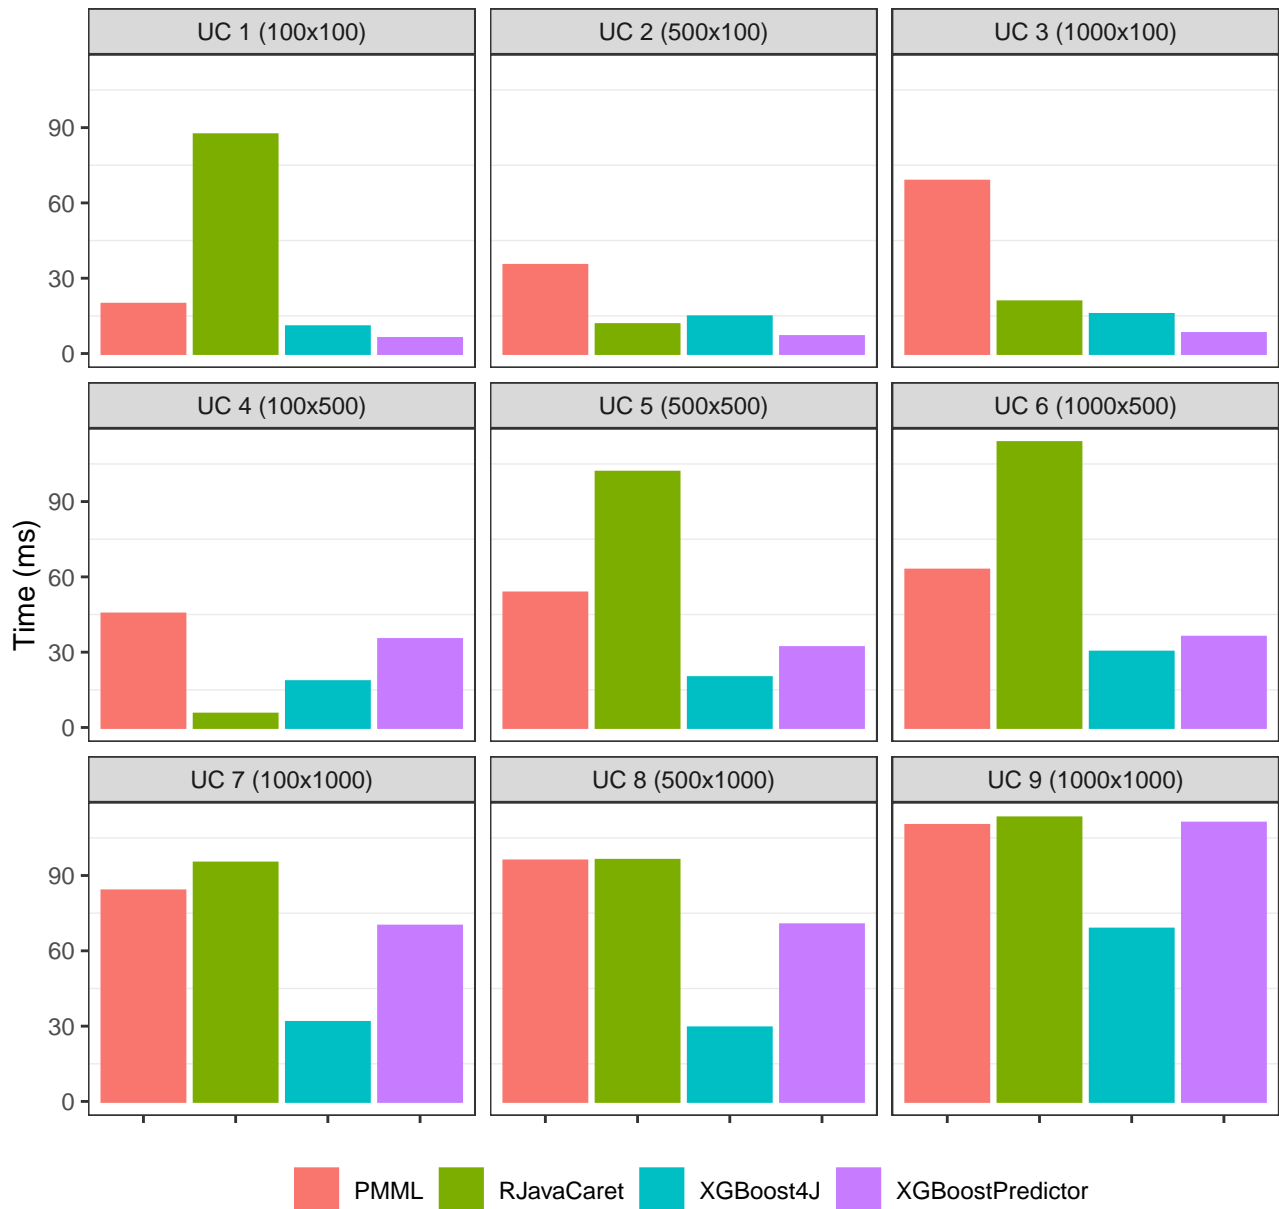 UC 1 (100x100)
UC 2 (500x100)
UC 3 (1000x100)
90
60
30
0
UC 4 (100x500)
UC 5 (500x500)
UC 6 (1000x500)
90
60
30
0
Time (ms)
UC 7 (100x1000)
UC 8 (500x1000)
UC 9 (1000x1000)
90
60
30
0
PMML
RJavaCaret
XGBoost4J
XGBoostPredictor